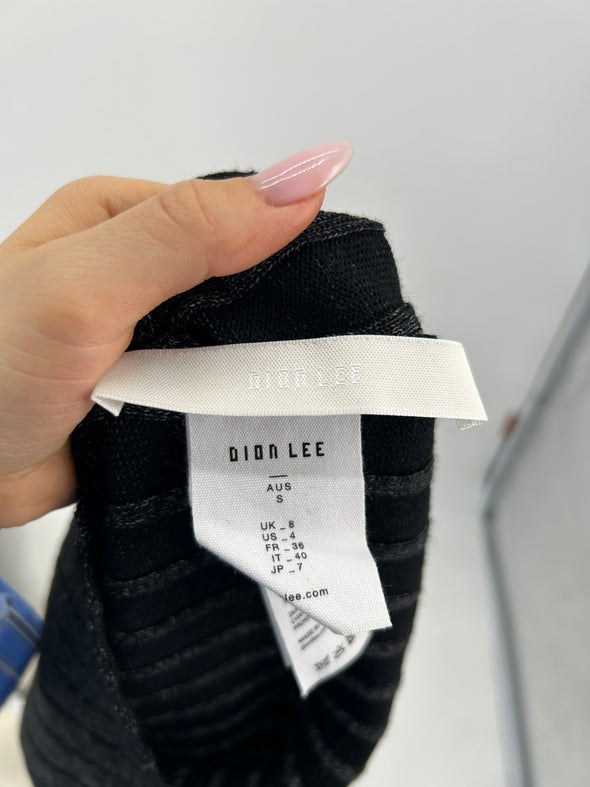 DION LEE
DION LEE
AUS
S
UK _ 8
US _ 4
FR _ 36
IT _ 40
JP _ 7
lee.com